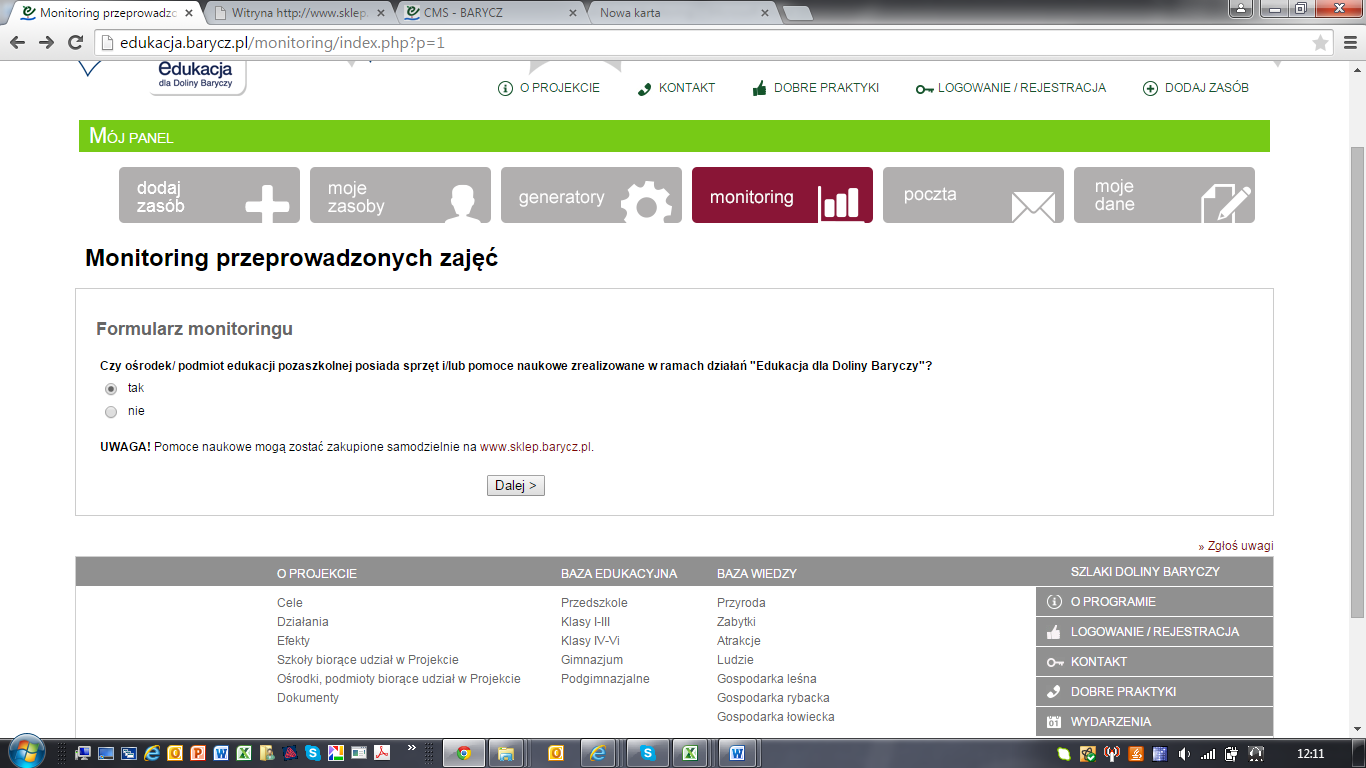 Monitoring przeprowadzo
Witryna http://www.sklep.
CMS - BARYCZ
Nowa karta
edukacja.barycz.pl/monitoring/index.php?p=1
edukacja
dla Doliny Baryczy
O PROJEKCIE
KONTAKT
DOBRE PRAKTYKI
LOGOWANIE / REJESTRACJA
DODAJ ZASÓB
MÓJ PANEL
dodaj
zasób
moje
zasoby
generatory
monitoring
poczta
moje
dane
Monitoring przeprowadzonych zajęć
Formularz monitoringu
Czy ośrodek/ podmiot edukacji pozaszkolnej posiada sprzęt i/lub pomoce naukowe zrealizowane w ramach działań "Edukacja dla Doliny Baryczy"?
tak
nie
UWAGA! Pomoce naukowe mogą zostać zakupione samodzielnie na www.sklep.barycz.pl.
Dalej >
» Zgłoś uwagi
O PROJEKCIE
Cele
Działania
Efekty
Szkoły biorące udział w Projekcie
Ośrodki, podmioty biorące udział w Projekcie
Dokumenty
BAZA EDUKACYJNA
Przedszkole
Klasy I-III
Klasy IV-Vi
Gimnazjum
Podgimnazjalne
BAZA WIEDZY
Przyroda
Zabytki
Atrakcje
Ludzie
Gospodarka leśna
Gospodarka rybacka
Gospodarka łowiecka
SZLAKI DOLINY BARYCZY
O PROGRAMIE
LOGOWANIE / REJESTRACJA
KONTAKT
DOBRE PRAKTYKI
WYDARZENIA
12:11